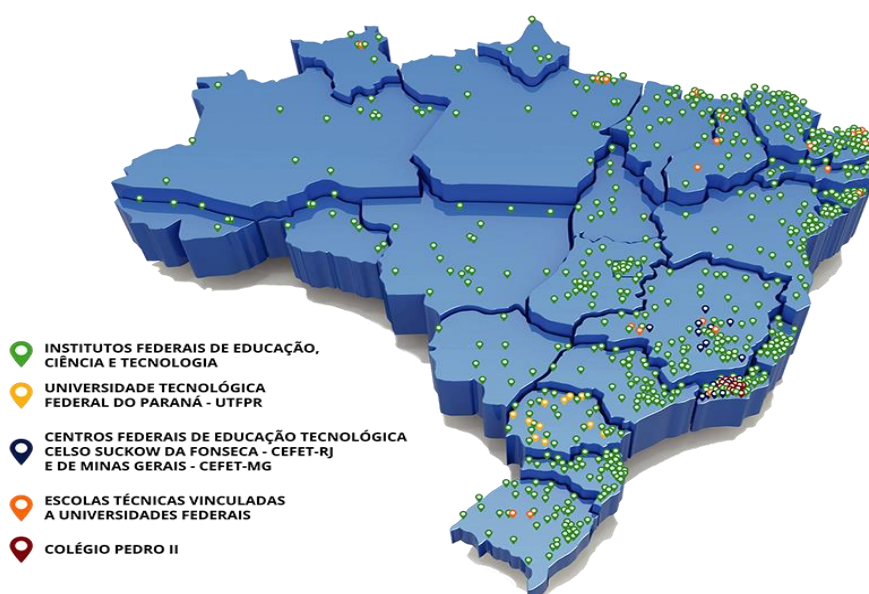 INSTITUTOS FEDERAIS DE EDUCAÇÃO,
CIÊNCIA E TECNOLOGIA
UNIVERSIDADE TECNOLÓGICA
FEDERAL DO PARANÁ - UTFPR
CENTROS FEDERAIS DE EDUCAÇÃO TECNOLÓGICA
CELSO SUCKOW DA FONSECA - CEFET-RJ
E DE MINAS GERAIS - CEFET-MG
ESCOLAS TÉCNICAS VINCULADAS
A UNIVERSIDADES FEDERAIS
COLÉGIO PEDRO II